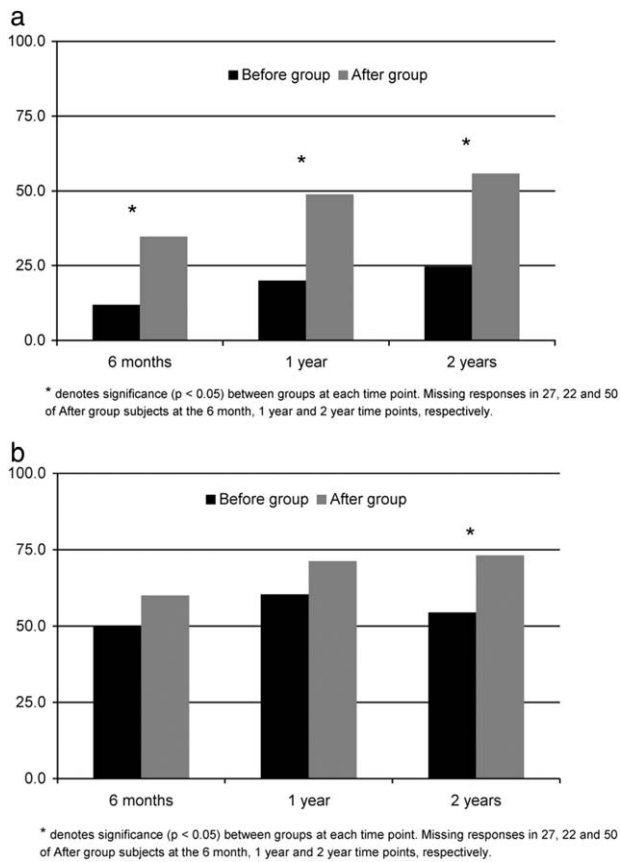 a
100.0
Before group After group
75.0
*
*
50.0
*
25.0
0.0
6 months 1 year 2 years
* denotes significance (p < 0.05) between groups at each time point. Missing responses in 27, 22 and 50
of After group subjects at the 6 month, 1 year and 2 year time points, respectively.
b
100.0
Before group After group
*
75.0
50.0
25.0
0.0
6 months 1 year 2 years
* denotes significance (p < 0.05) between groups at each time point. Missing responses in 27, 22 and 50
of After group subjects at the 6 month, 1 year and 2 year time points, respectively.